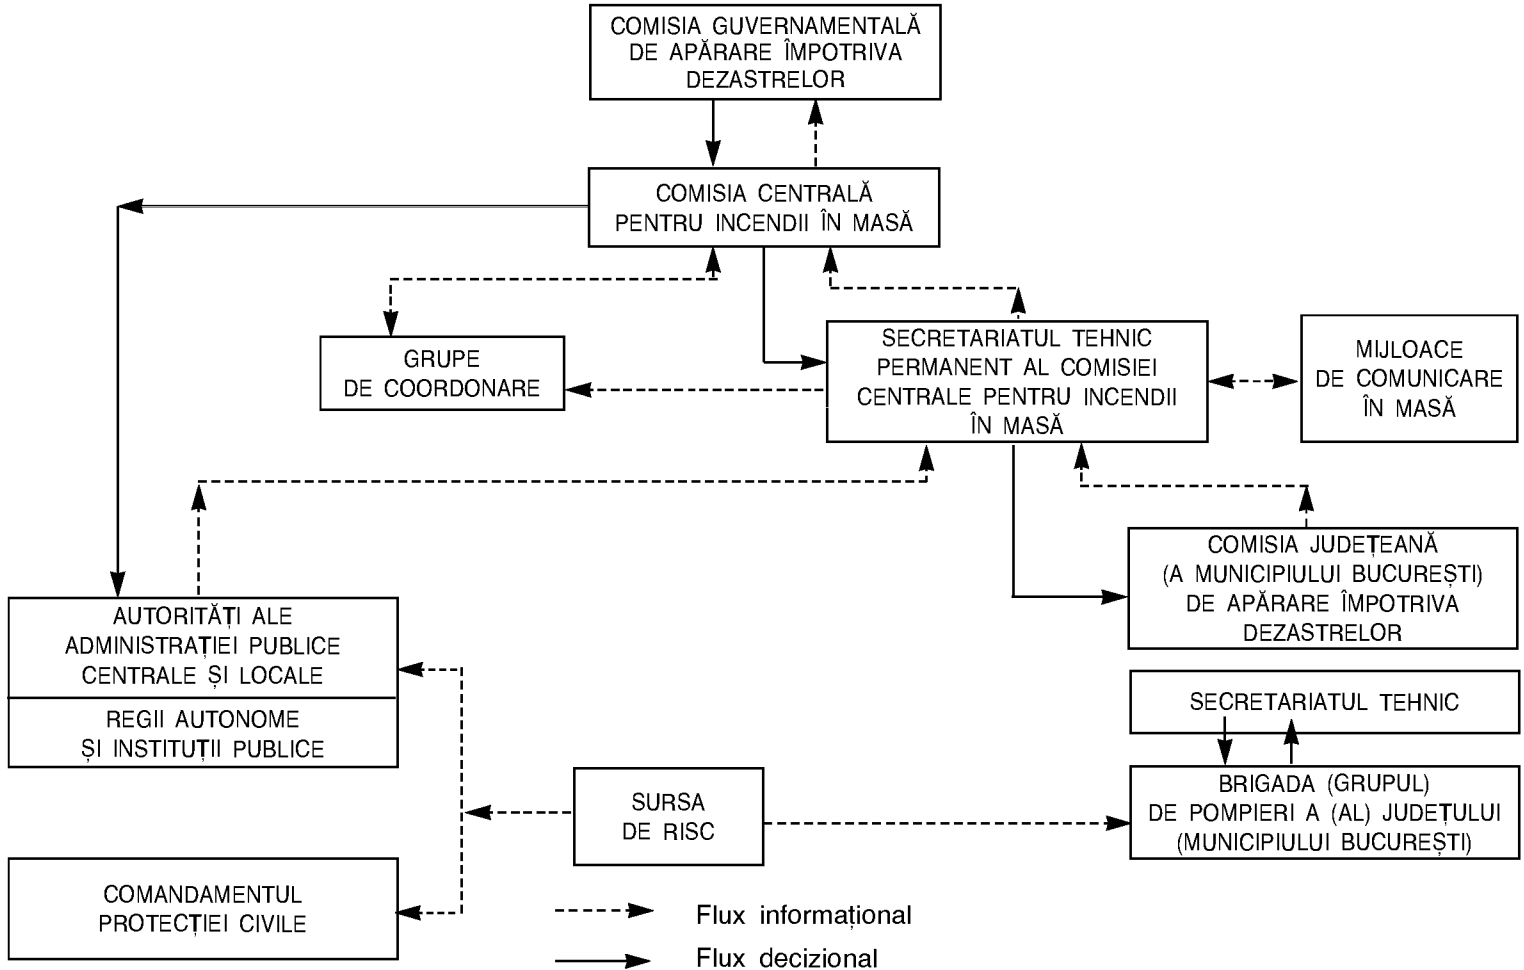 COMISIA GUVERNAMENTALĂ
DE APĂRARE ÎMPOTRIVA
DEZASTRELOR
COMISIA CENTRALĂ
PENTRU INCENDII ÎN MASĂ
GRUPE
DE COORDONARE
SECRETARIATUL TEHNIC
PERMANENT AL COMISIEI
CENTRALE PENTRU INCENDII
ÎN MASĂ
MIJLOACE
DE COMUNICARE
ÎN MASĂ
COMISIA JUDEȚEANĂ
(A MUNICIPIULUI BUCUREȘTI)
DE APĂRARE ÎMPOTRIVA
DEZASTRELOR
AUTORITĂȚI ALE
ADMINISTRAȚIEI PUBLICE
CENTRALE ȘI LOCALE
REGII AUTONOME
ȘI INSTITUȚII PUBLICE
SECRETARIATUL TEHNIC
SURSA
DE RISC
BRIGADA (GRUPUL)
DE POMPIERI A (AL) JUDEȚULUI
(MUNICIPIULUI BUCUREȘTI)
COMANDAMENTUL
PROTECȚIEI CIVILE
Flux informațional
Flux decizional